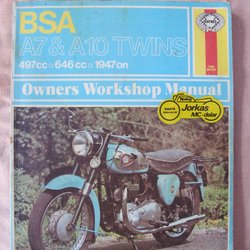 BSA
A7 & A10 TWINS
497cc □ 646cc □ 1947 on
Owners Workshop Manual
Jorkas
MC-delar